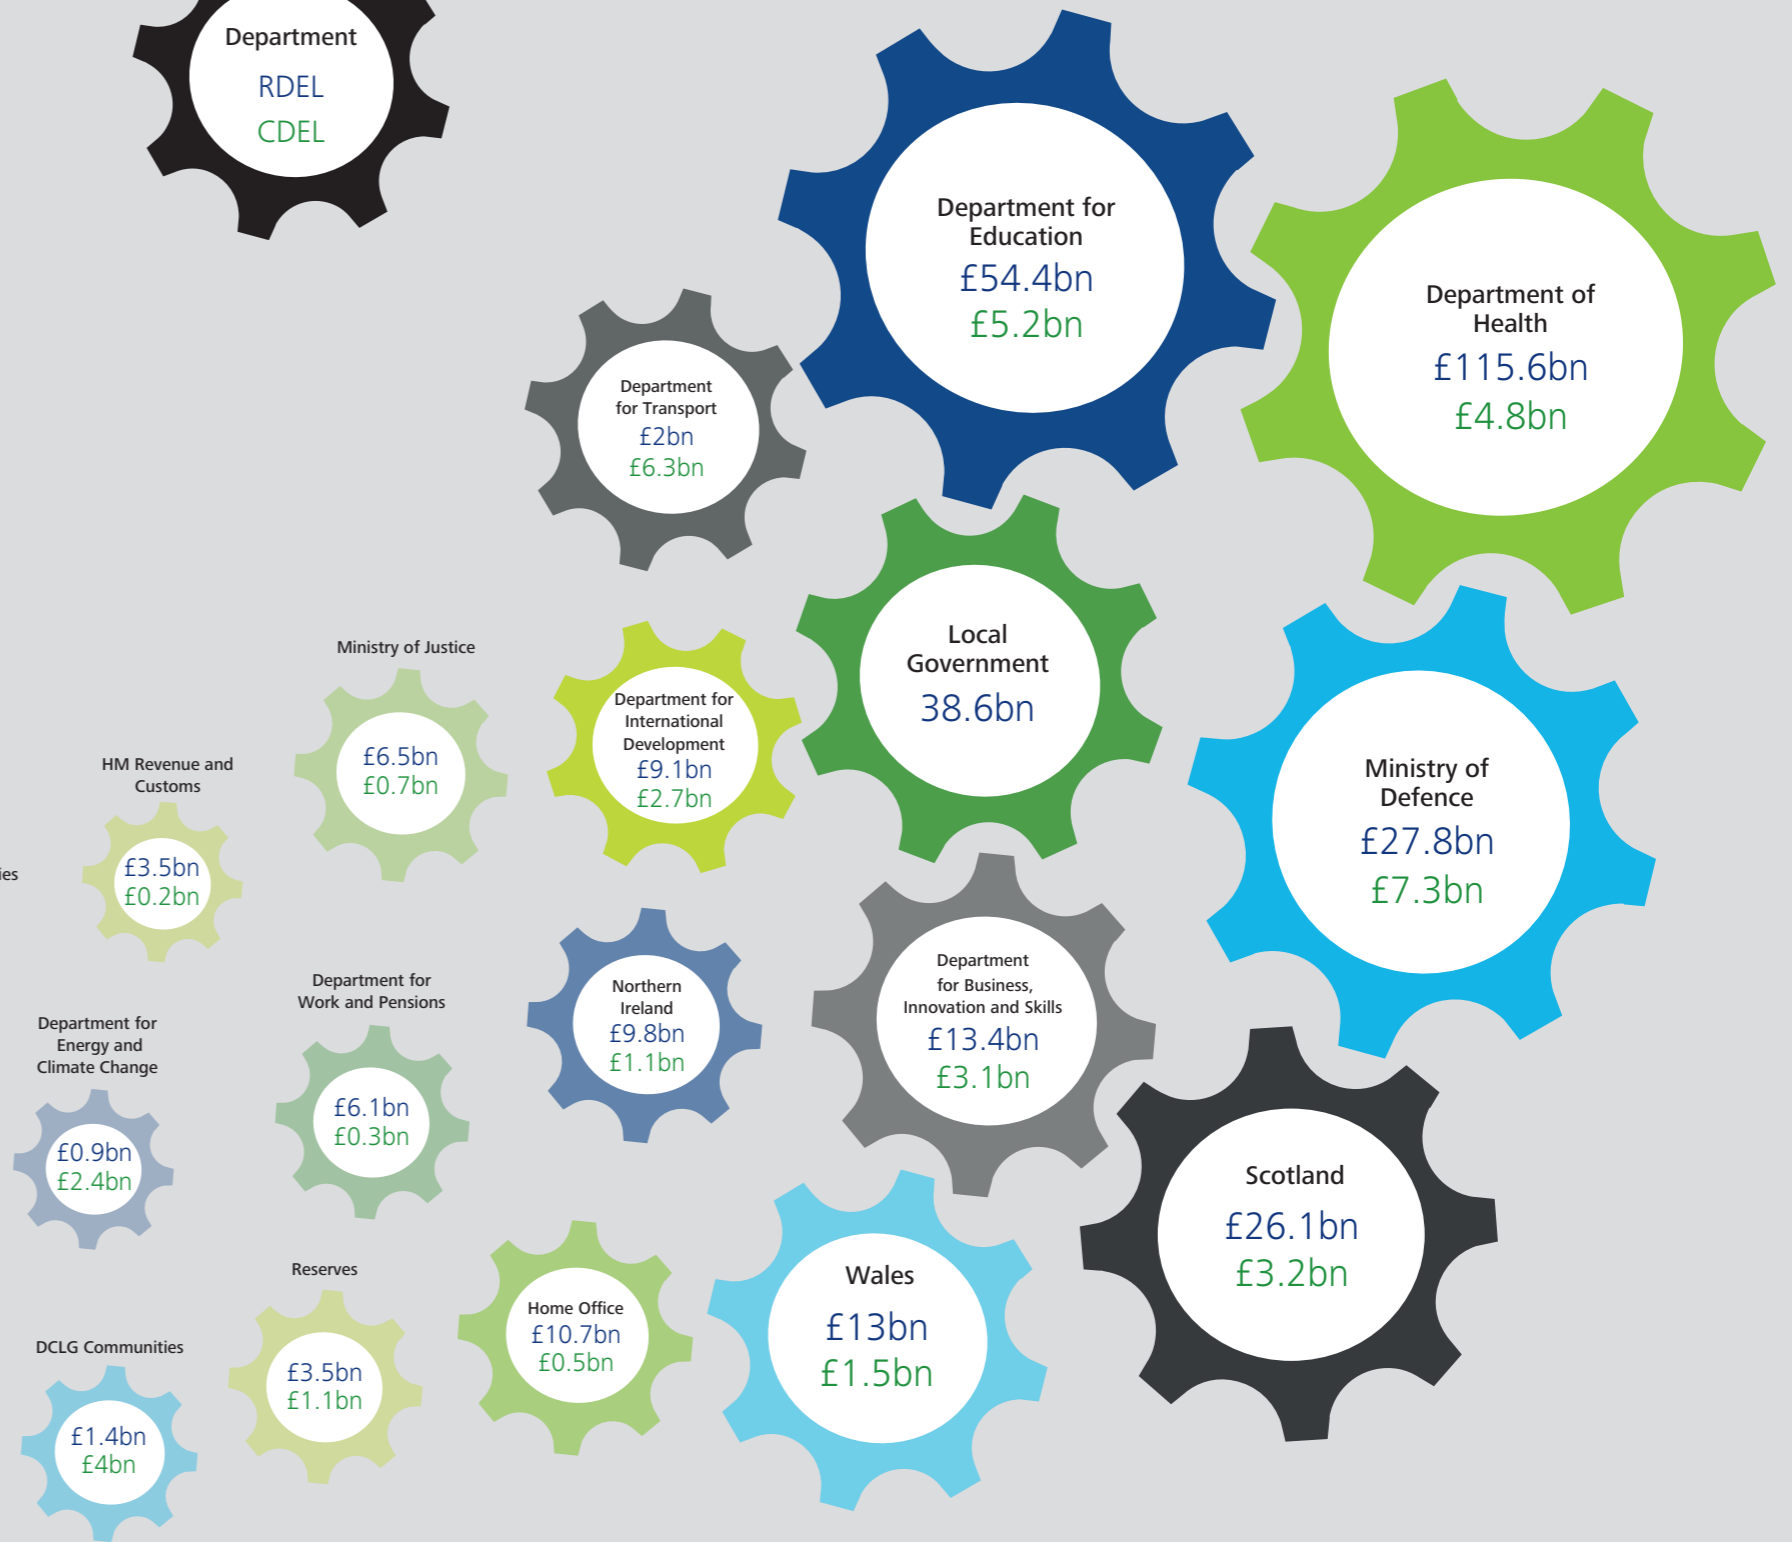 Department
RDEL
CDEL
Department for
Education
£54.4bn
£5.2bn
Department of
Health
£115.6bn
£4.8bn
Department
for Transport
£2bn
£6.3bn
Local
Government
38.6bn
Ministry of Justice
£6.5bn
£0.7bn
Department for
International
Development
£9.1bn
£2.7bn
Ministry of
Defence
£27.8bn
£7.3bn
HM Revenue and
Customs
£3.5bn
£0.2bn
ies
Department
for Business,
Innovation and Skills
£13.4bn
£3.1bn
Northern
Ireland
£9.8bn
£1.1bn
Department for
Work and Pensions
£6.1bn
£0.3bn
Department for
Energy and
Climate Change
£0.9bn
£2.4bn
Scotland
£26.1bn
£3.2bn
Wales
£13bn
£1.5bn
Home Office
£10.7bn
£0.5bn
Reserves
£3.5bn
£1.1bn
DCLG Communities
£1.4bn
£4bn